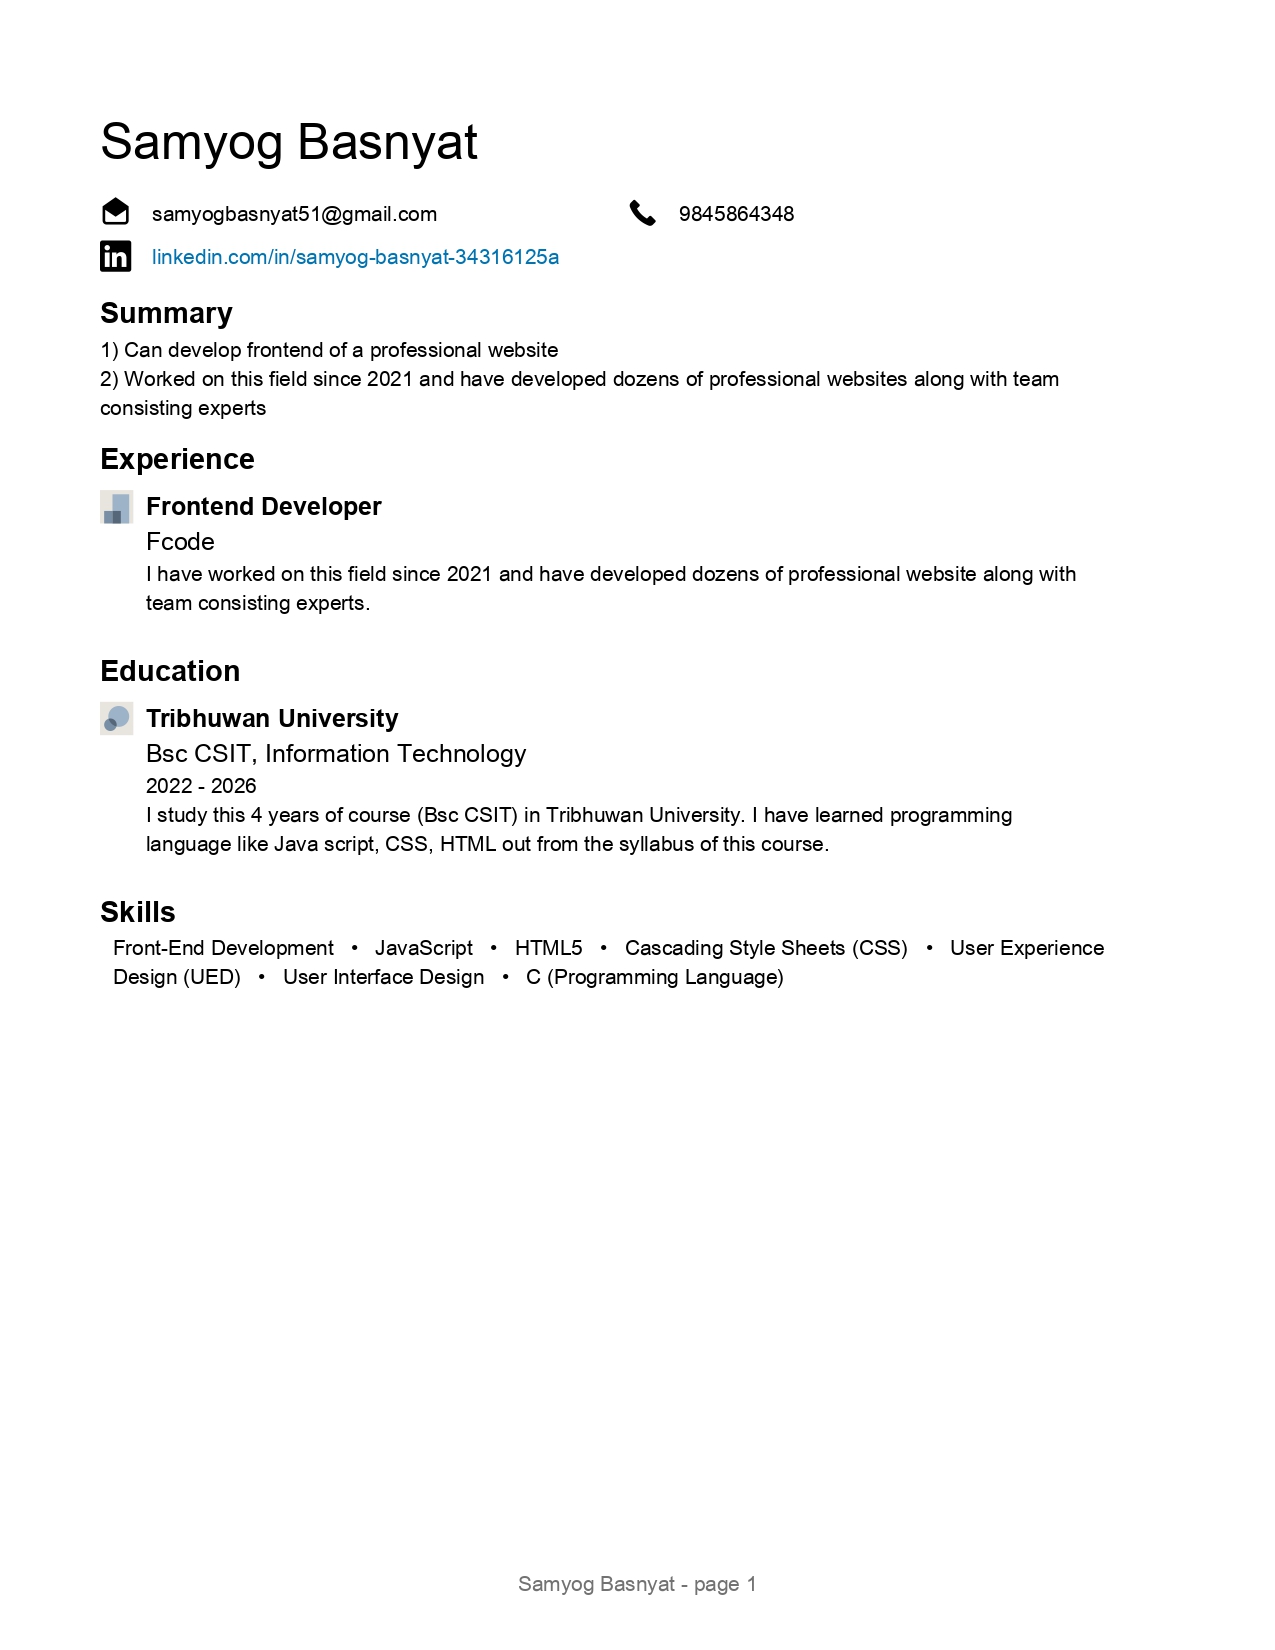 Samyog Basnyat
samyogbasnyat51@gmail.com 9845864348
linkedin.com/in/samyog-basnyat-34316125a
Summary
1) Can develop frontend of a professional website
2) Worked on this field since 2021 and have developed dozens of professional websites along with team
consisting experts
Experience
Frontend Developer
Fcode
I have worked on this field since 2021 and have developed dozens of professional website along with
team consisting experts.
Education
Tribhuwan University
Bsc CSIT, Information Technology
2022 - 2026
I study this 4 years of course (Bsc CSIT) in Tribhuwan University. I have learned programming
language like Java script, CSS, HTML out from the syllabus of this course.
Skills
Front-End Development • JavaScript • HTML5 • Cascading Style Sheets (CSS) • User Experience
Design (UED) • User Interface Design • C (Programming Language)
Samyog Basnyat - page 1